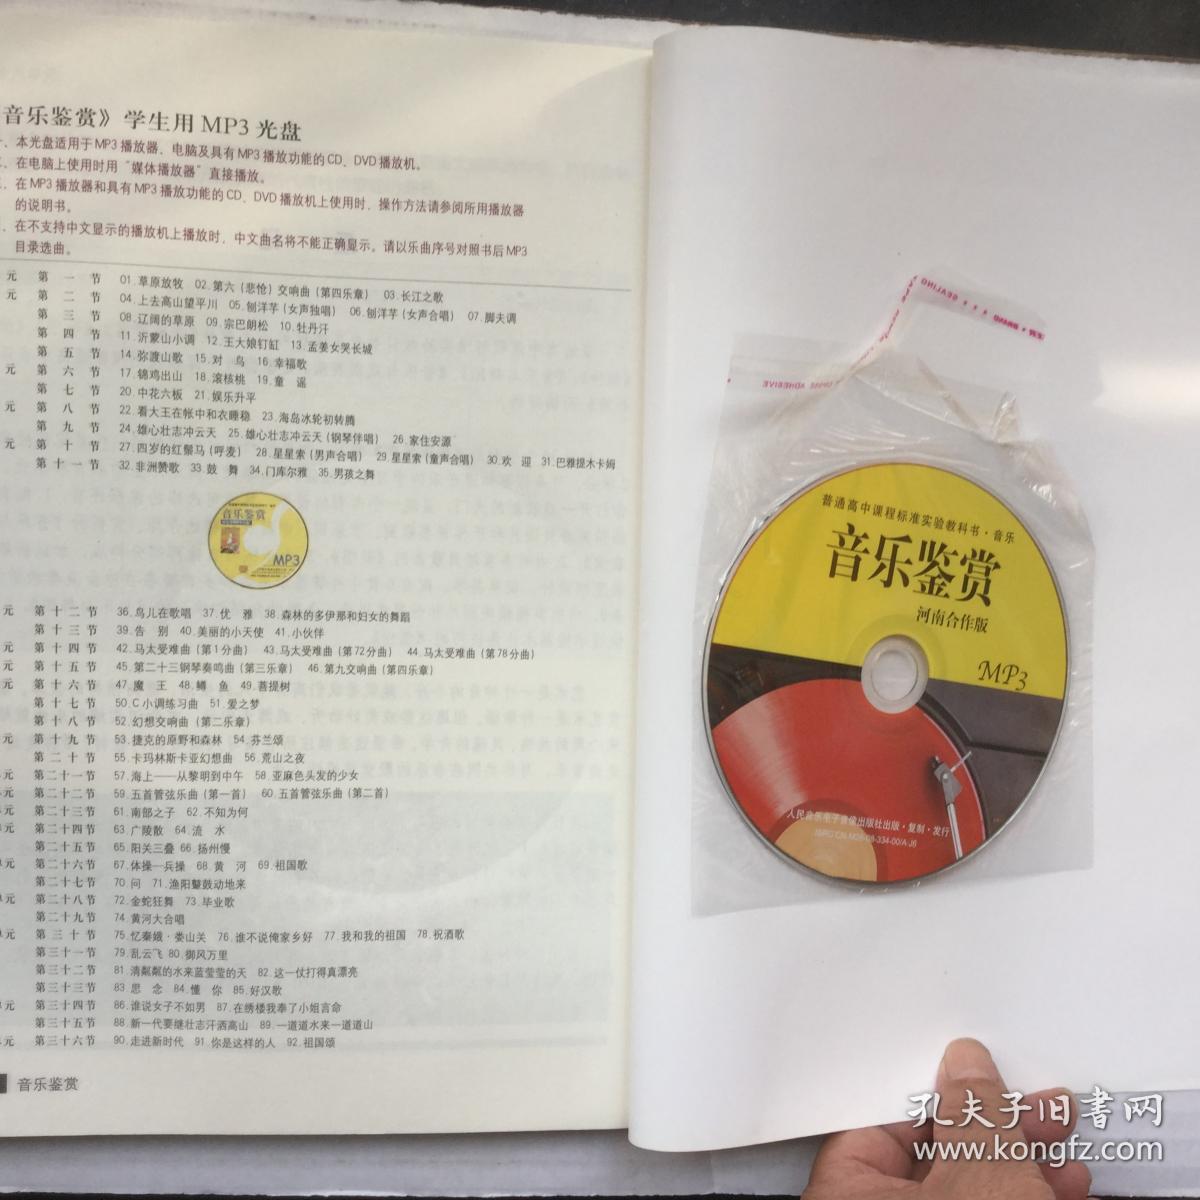 音乐鉴赏》学生用MP3光盘
、本光盘适用于MP3播放器、电脑及具有MP3播放功能的CD、DVD播放机。
、在电脑上使用时用“媒体播放器”直接播放。
、在MP3播放器和具有MP3播放功能的CD、DVD播放机上使用时,操作方法请参阅所用播放器
的说明书。
、在不支持中文显示的播放机上播放时,中文曲名将不能正确显示。请以乐曲序号对照书后MP3
目录选曲。
元 第一节 01.草原放牧 02.第六(悲怆)交响曲(第四乐章) 03.长江之歌
元 第二节 04.上去高山望平川 05.刨洋芋(女声独唱) 06.刨洋芋(女声合唱) 07.脚夫调
第三节 08.辽阔的草原 09.宗巴朗松 10.牡丹汗
第四节 11.沂蒙山小调 12.王大娘钉缸 13.孟姜女哭长城
第五节 14.弥渡山歌 15.对鸟 16.幸福歌
元 第六节 17.锦鸡出山 18.滚核桃 19.童谣
第七节 20.中花六板 21.娱乐升平
元 第八节 22.看大王在帐中和衣睡稳 23.海岛冰轮初转腾
第九节 24.雄心壮志冲云天 25.雄心壮志冲云天(钢琴伴唱) 26.家住安源
元 第十节 27.四岁的红鬃马(呼麦) 28.星星索(男声合唱) 29.星星索(童声合唱) 30.欢迎 31.巴雅提木卡姆
第十一节 32.非洲赞歌 33.鼓舞 34.门库尔雅 35.男孩之舞
音乐鉴赏
MP3
元 第十二节 36.鸟儿在歌唱 37.优雅 38.森林的多伊那和妇女的舞蹈
第十三节 39.告别 40.美丽的小天使 41.小伙伴
元 第十四节 42.马太受难曲(第1分曲) 43.马太受难曲(第72分曲) 44.马太受难曲(第78分曲)
元 第十五节 45.第二十三钢琴奏鸣曲(第三乐章) 46.第九交响曲(第四乐章)
元 第十六节 47.魔王 48.鳟鱼 49.菩提树
第十七节 50.C小调练习曲 51.爱之梦
第十八节 52.幻想交响曲(第二乐章)
元 第十九节 53.捷克的原野和森林 54.芬兰颂
第二十节 55.卡玛林斯卡亚幻想曲 56.荒山之夜
元 第二十一节 57.海上——从黎明到中午 58.亚麻色头发的少女
元 第二十二节 59.五首管弦乐曲(第一首) 60.五首管弦乐曲(第二首)
元 第二十三节 61.南部之子 62.不知为何
元 第二十四节 63.广陵散 64.流水
第二十五节 65.阳关三叠 66.扬州慢
单元 第二十六节 67.体操—兵操 68.黄河 69.祖国歌
第二十七节 70.问 71.渔阳鼙鼓动地来
单元 第二十八节 72.金蛇狂舞 73.毕业歌
第二十九节 74.黄河大合唱
单元 第三十节 75.忆秦娥·娄山关 76.谁不说俺家乡好 77.我和我的祖国 78.祝酒歌
第三十一节 79.乱云飞 80.御风万里
第三十二节 81.清粼粼的水来蓝莹莹的天 82.这一仗打得真漂亮
第三十三节 83.思念 84.懂你 85.好汉歌
单元 第三十四节 86.谁说女子不如男 87.在绣楼我奉了小姐言命
第三十五节 88.新一代要继壮志汗洒高山 89.一道道水来一道道山
元 第三十六节 90.走进新时代 91.你是这样的人 92.祖国颂
音乐鉴赏
普通高中课程标准实验教科书·音乐
音乐鉴赏
河南合作版
MP3
人民音乐电子音像出版社出版·复制·发行
孔夫子旧书网
www.kongfz.com